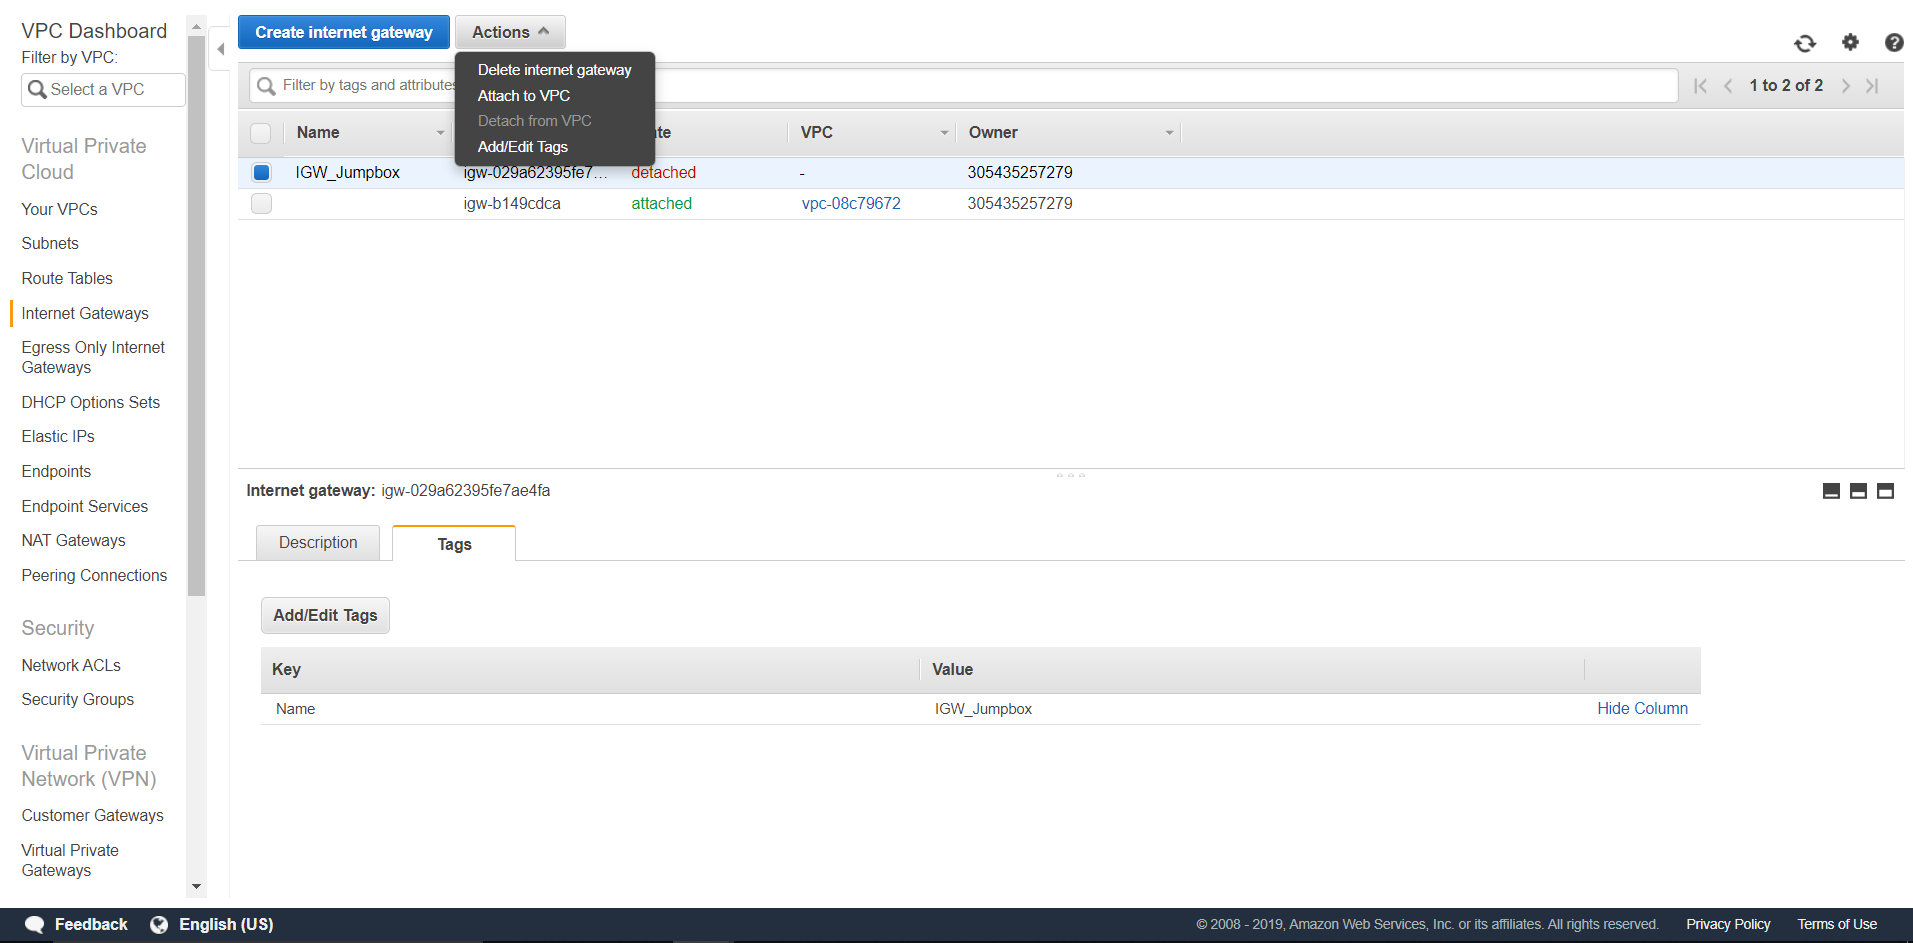 VPC Dashboard
Filter by VPC:
Select a VPC
Virtual Private
Cloud
Your VPCs
Subnets
Route Tables
Internet Gateways
Egress Only Internet
Gateways
DHCP Options Sets
Elastic IPs
Endpoints
Endpoint Services
NAT Gateways
Peering Connections
Security
Network ACLs
Security Groups
Virtual Private
Network (VPN)
Customer Gateways
Virtual Private
Gateways
Create internet gateway Actions
Delete internet gateway
Attach to VPC
Detach from VPC
Add/Edit Tags
Filter by tags and attributes
1 to 2 of 2
Name VPC Owner
IGW_Jumpbox igw-029a62395fe7... detached - 305435257279
igw-b149cdca attached vpc-08c79672 305435257279
Internet gateway: igw-029a62395fe7ae4fa
Description Tags
Add/Edit Tags
Key Value
Name IGW_Jumpbox Hide Column
Feedback English (US) © 2008 - 2019, Amazon Web Services, Inc. or its affiliates. All rights reserved. Privacy Policy Terms of Use